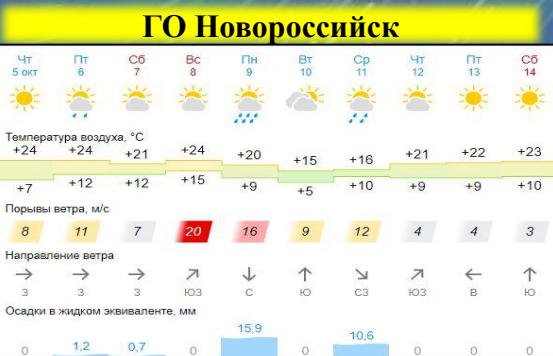 ГО Новороссийск
Чт Пт Сб Вс Пн Вт Ср Чт Пт Сб
5 окт 6 7 8 9 10 11 12 13 14
Температура воздуха, °C
+24 +24 +21 +24 +20 +15 +16 +21 +22 +23
+7 +12 +12 +15 +9 +5 +10 +9 +9 +10
Порывы ветра, м/с
8 11 7 20 16 9 12 4 4 3
Направление ветра
З З З ЮЗ С Ю СЗ ЮЗ В Ю
Осадки в жидком эквиваленте, мм
0 1,2 0,7 0 15,9 0 10,6 0 0 0